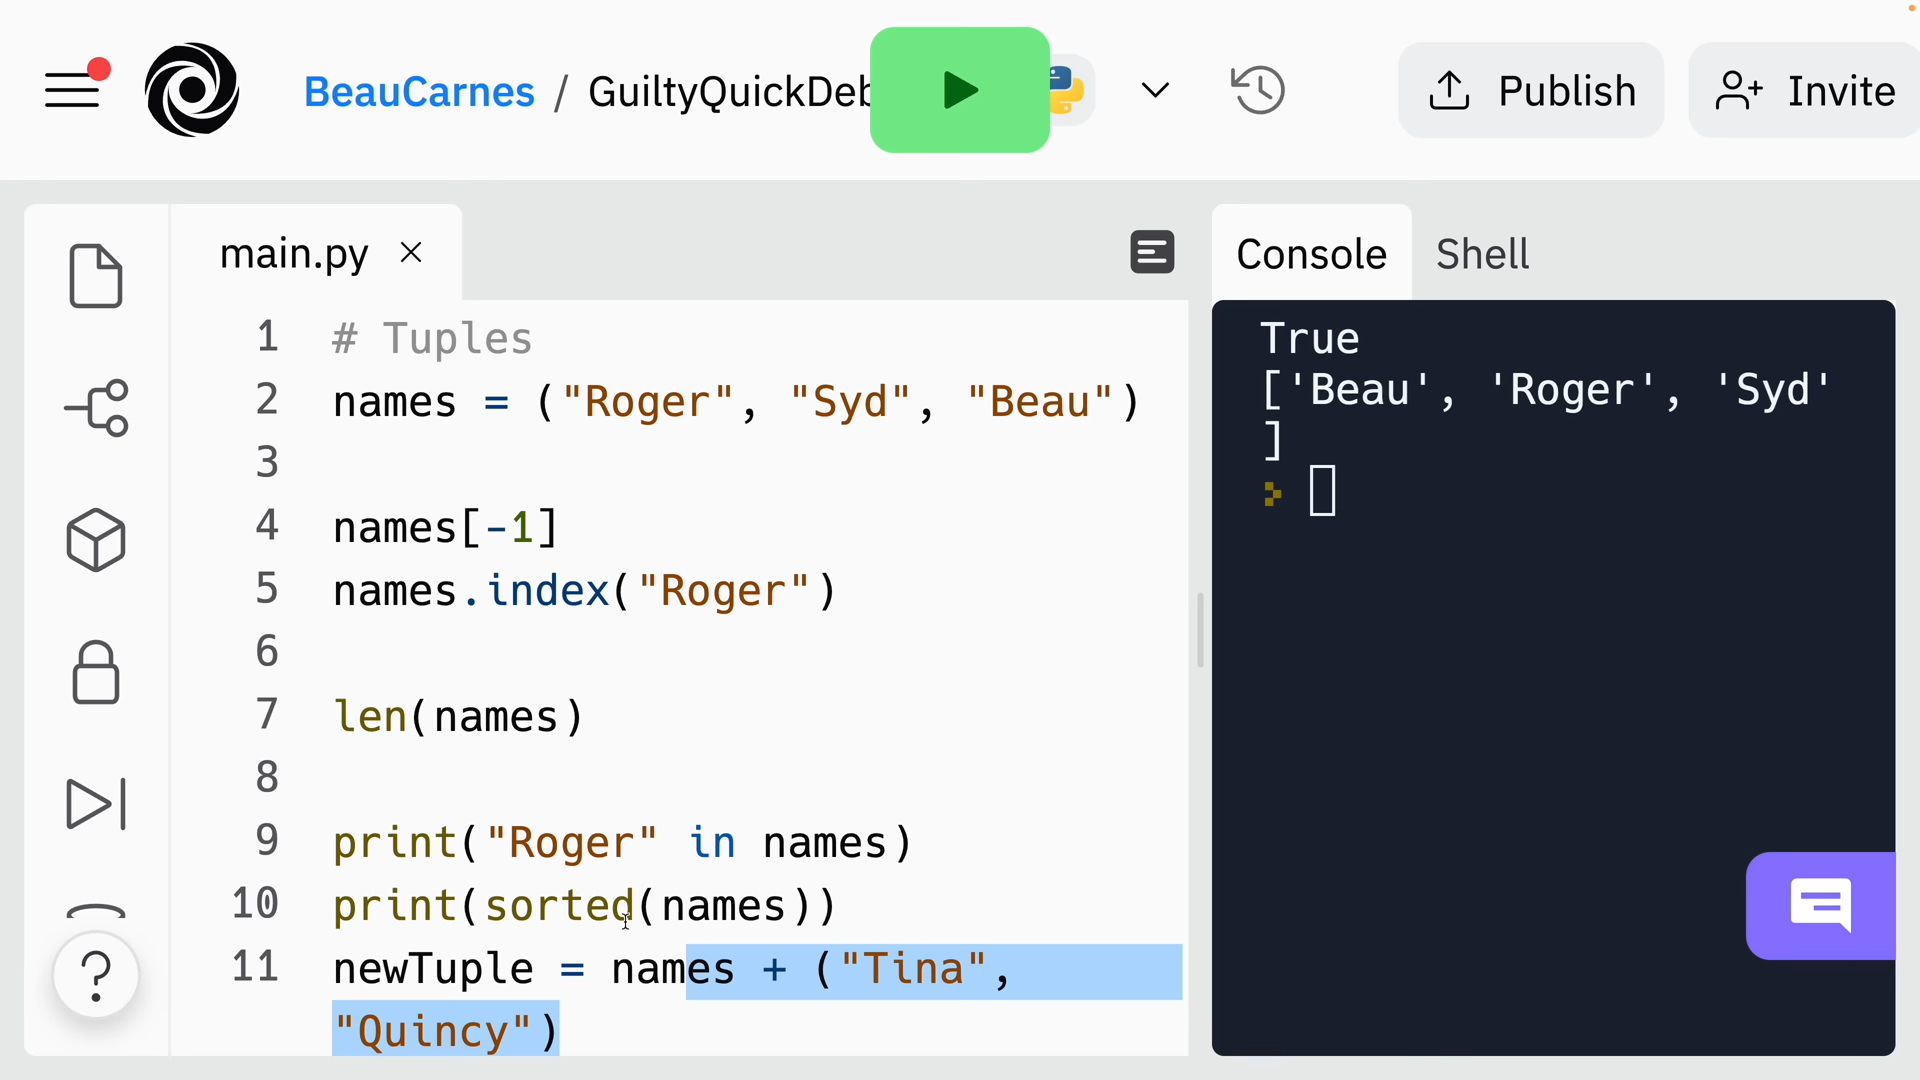 BeauCarnes / GuiltyQuickDeb
Publish
Invite
main.py
Console
Shell
1 # Tuples
2 names = ("Roger", "Syd", "Beau")
3
4 names[-1]
5 names.index("Roger")
6
7 len(names)
8
9 print("Roger" in names)
10 print(sorted(names))
11 newTuple = names + ("Tina",
"Quincy")
True
['Beau', 'Roger', 'Syd'
]
?